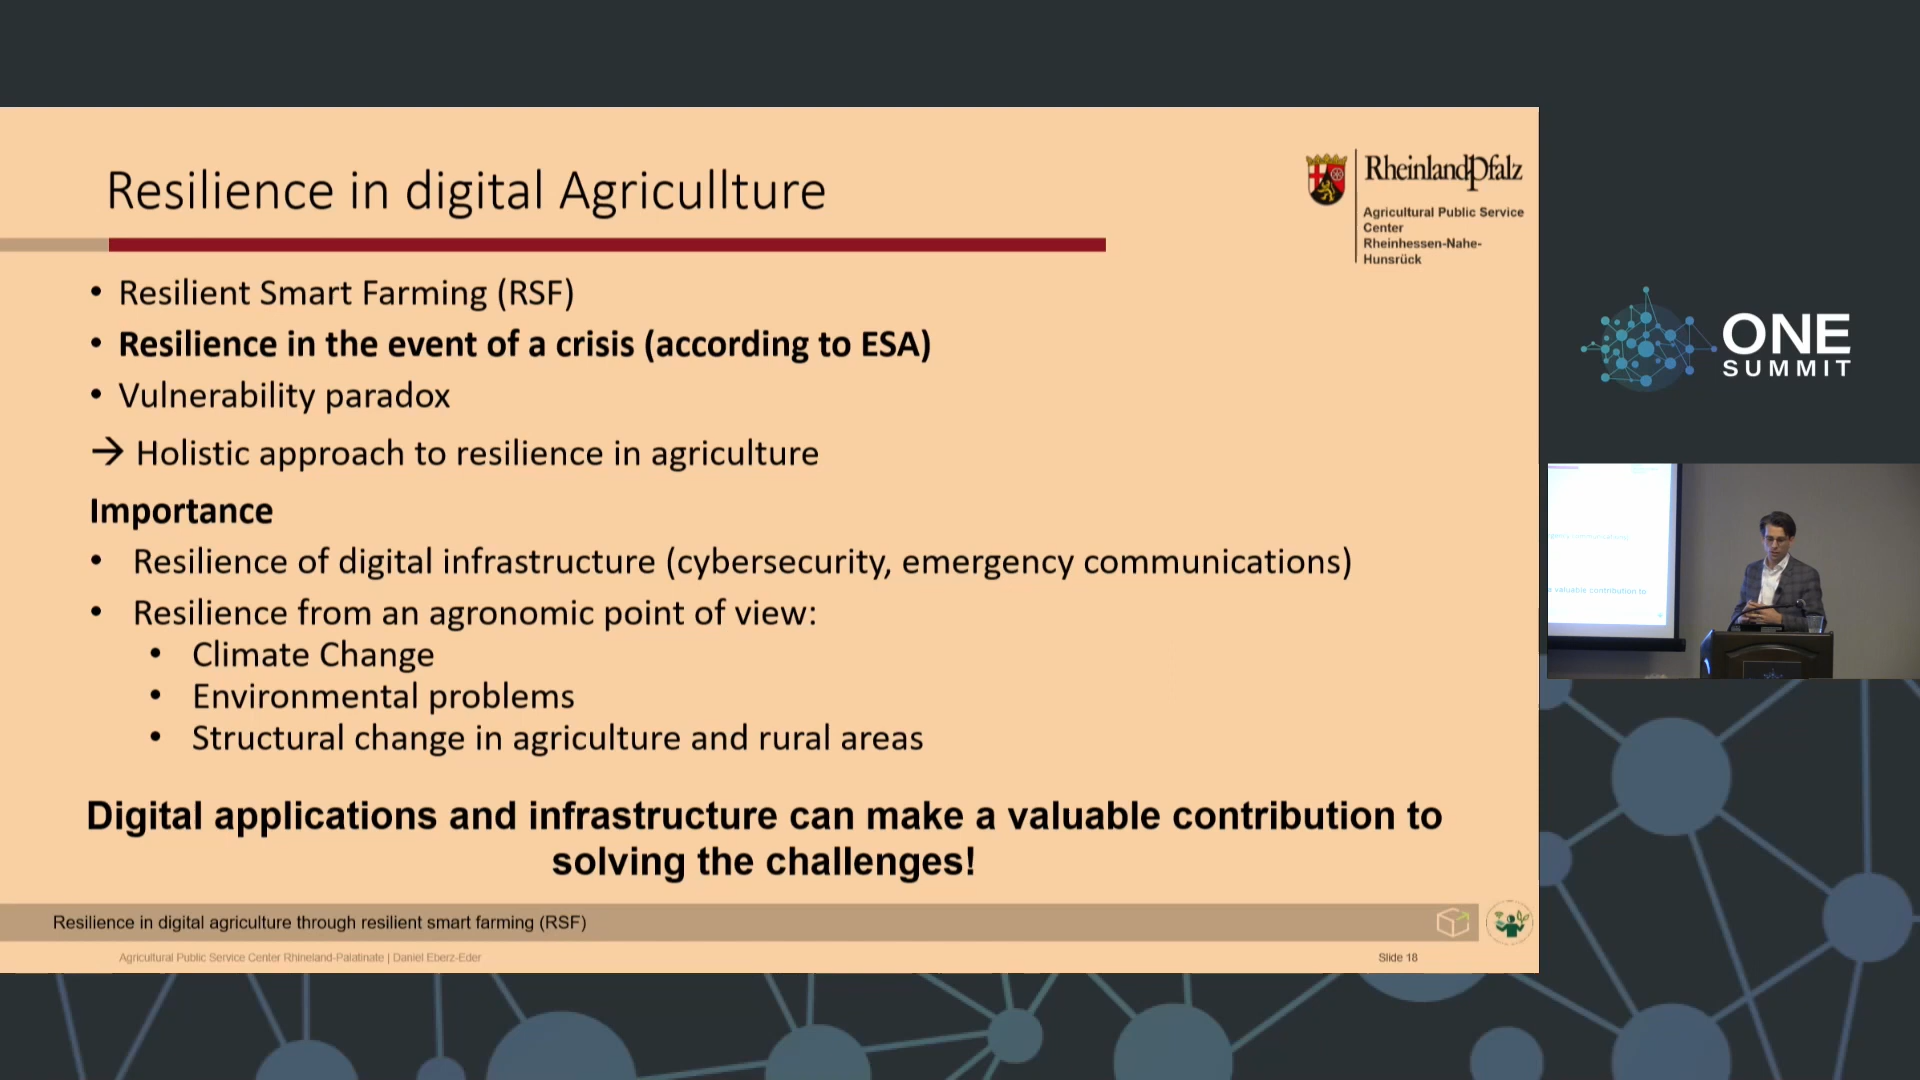 Resilience in digital Agricullture
RheinlandPfalz
Agricultural Public Service
Center
Rheinhessen-Nahe-
Hunsrück
• Resilient Smart Farming (RSF)
• Resilience in the event of a crisis (according to ESA)
• Vulnerability paradox
→ Holistic approach to resilience in agriculture
Importance
• Resilience of digital infrastructure (cybersecurity, emergency communications)
• Resilience from an agronomic point of view:
• Climate Change
• Environmental problems
• Structural change in agriculture and rural areas
Digital applications and infrastructure can make a valuable contribution to
solving the challenges!
Resilience in digital agriculture through resilient smart farming (RSF)
Agricultural Public Service Center Rhineland-Palatinate | Daniel Eberz-Eder
Slide 18
ONE
SUMMIT
a valuable contribution to